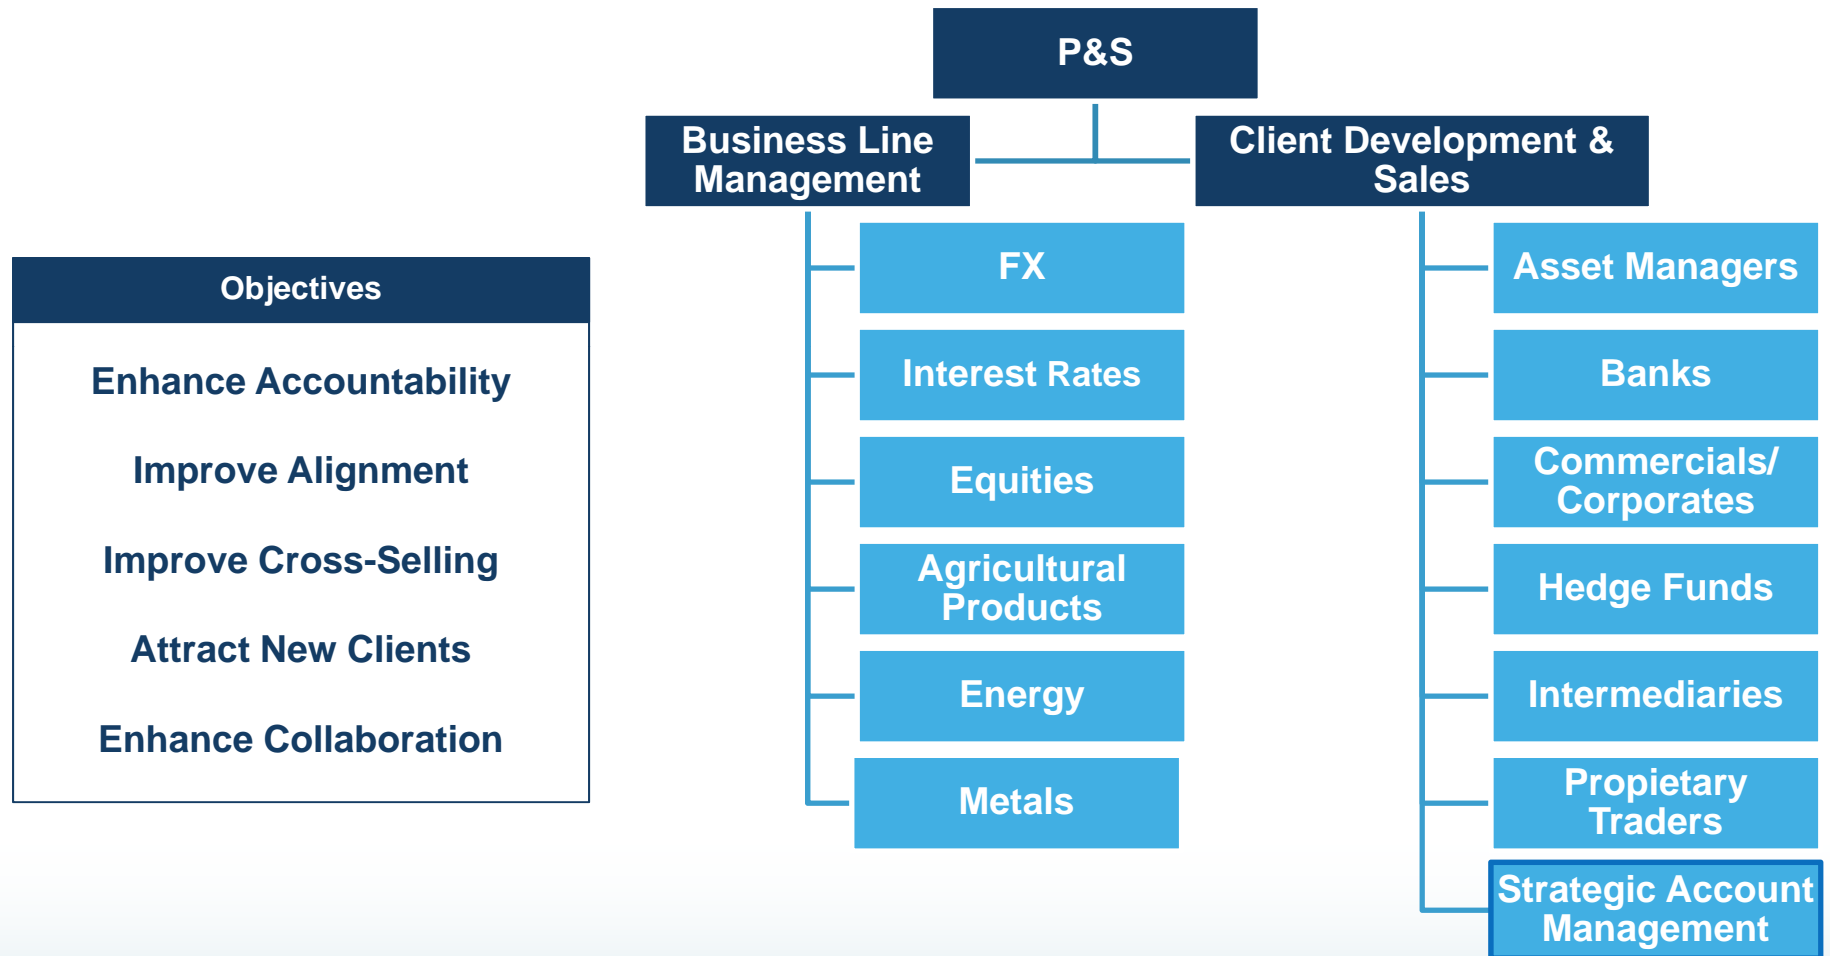 P&S
Business Line
Management
Client Development &
Sales
Objectives
Enhance Accountability
Improve Alignment
Improve Cross-Selling
Attract New Clients
Enhance Collaboration
FX
Interest Rates
Equities
Agricultural
Products
Energy
Metals
Asset Managers
Banks
Commercials/
Corporates
Hedge Funds
Intermediaries
Propietary
Traders
Strategic Account
Management